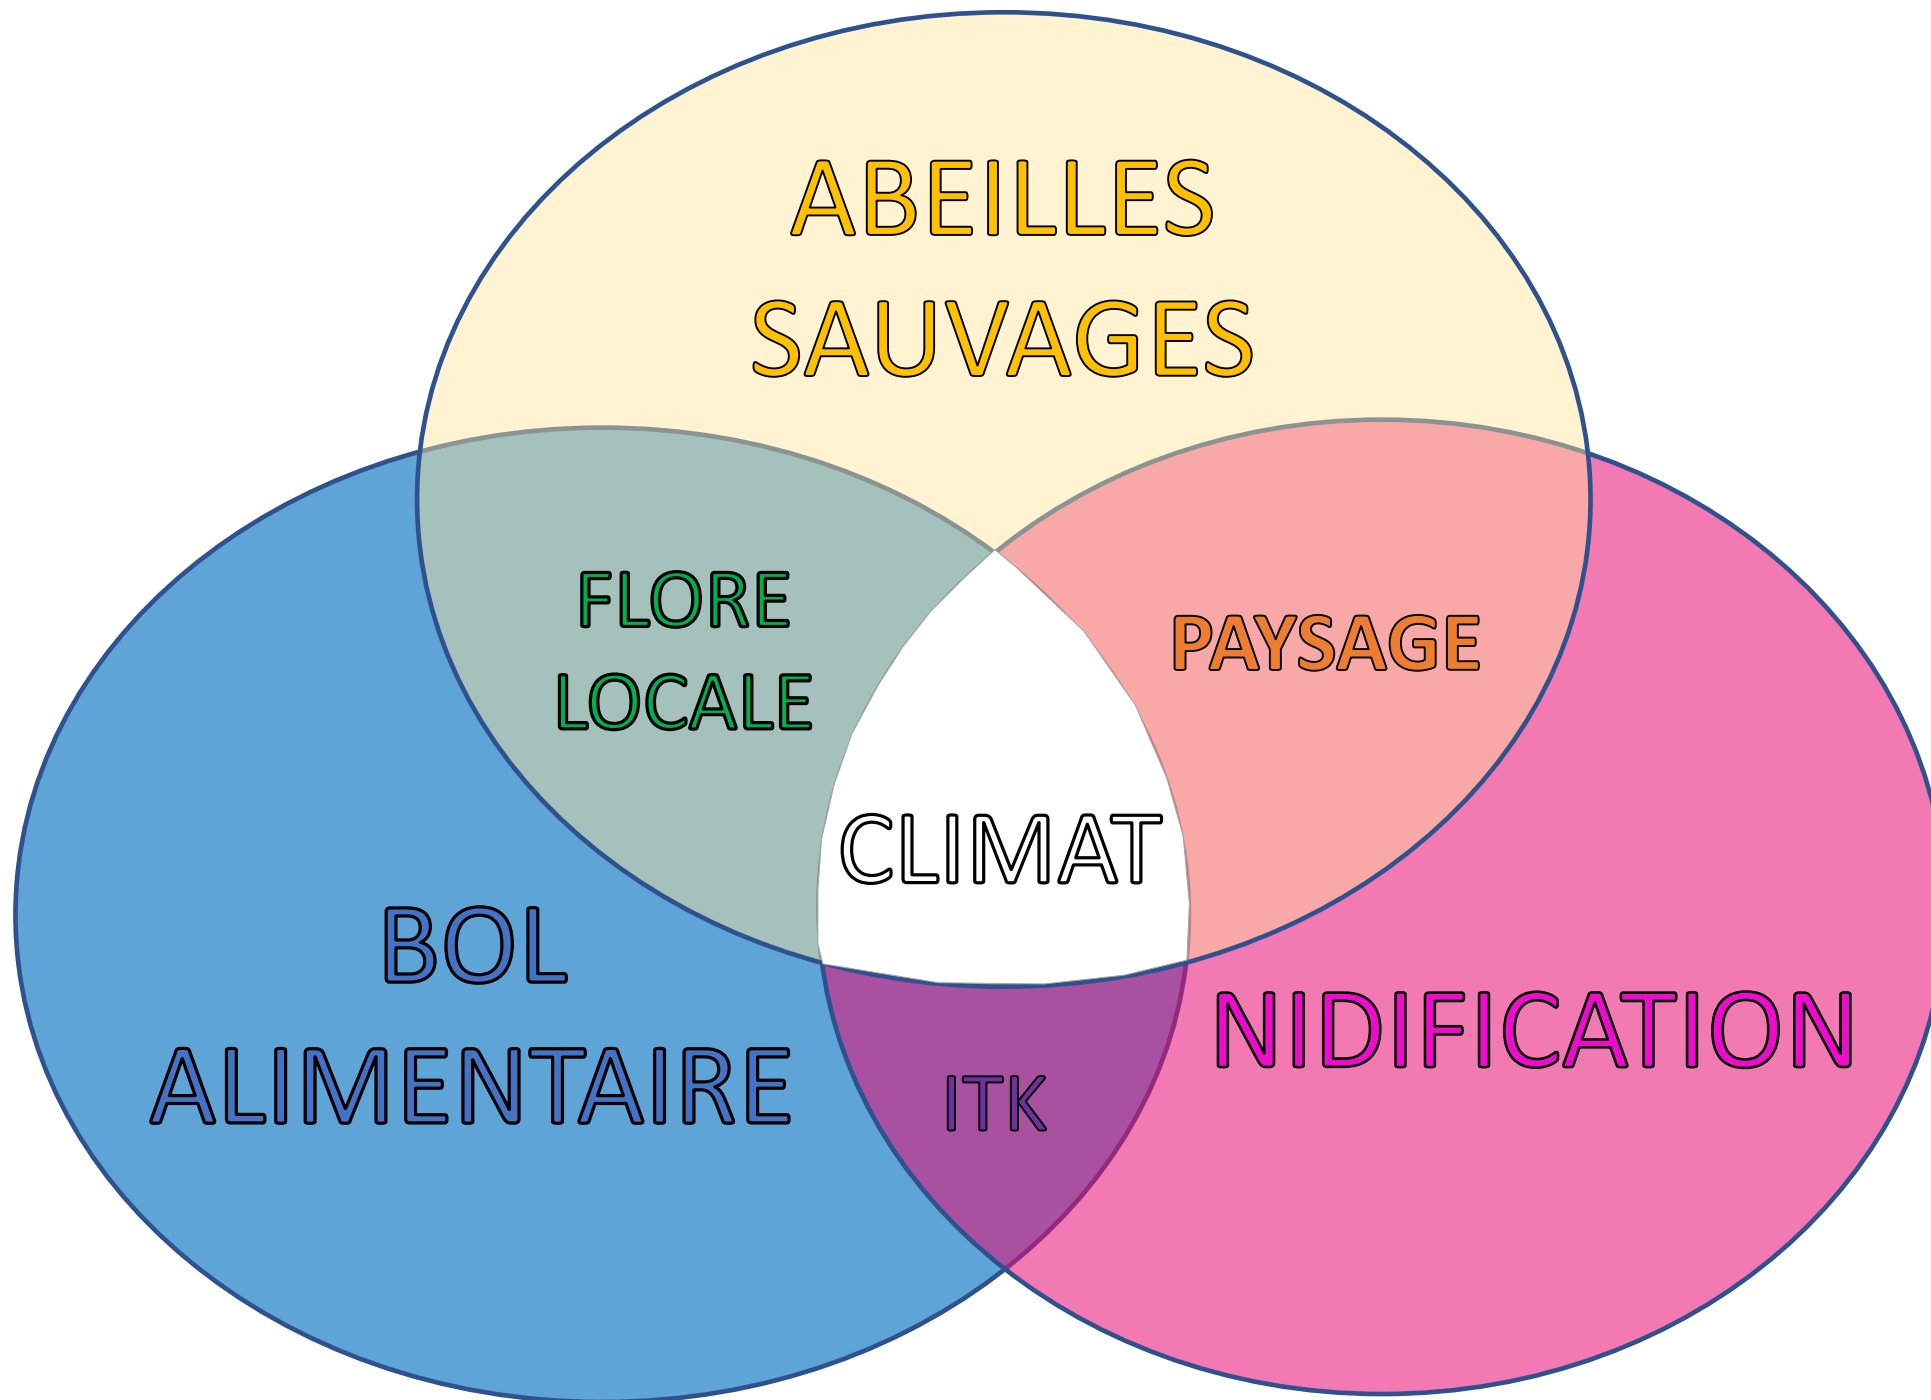 ABEILLES
SAUVAGES
FLORE
LOCALE
PAYSAGE
CLIMAT
BOL
ALIMENTAIRE
NIDIFICATION
ITK